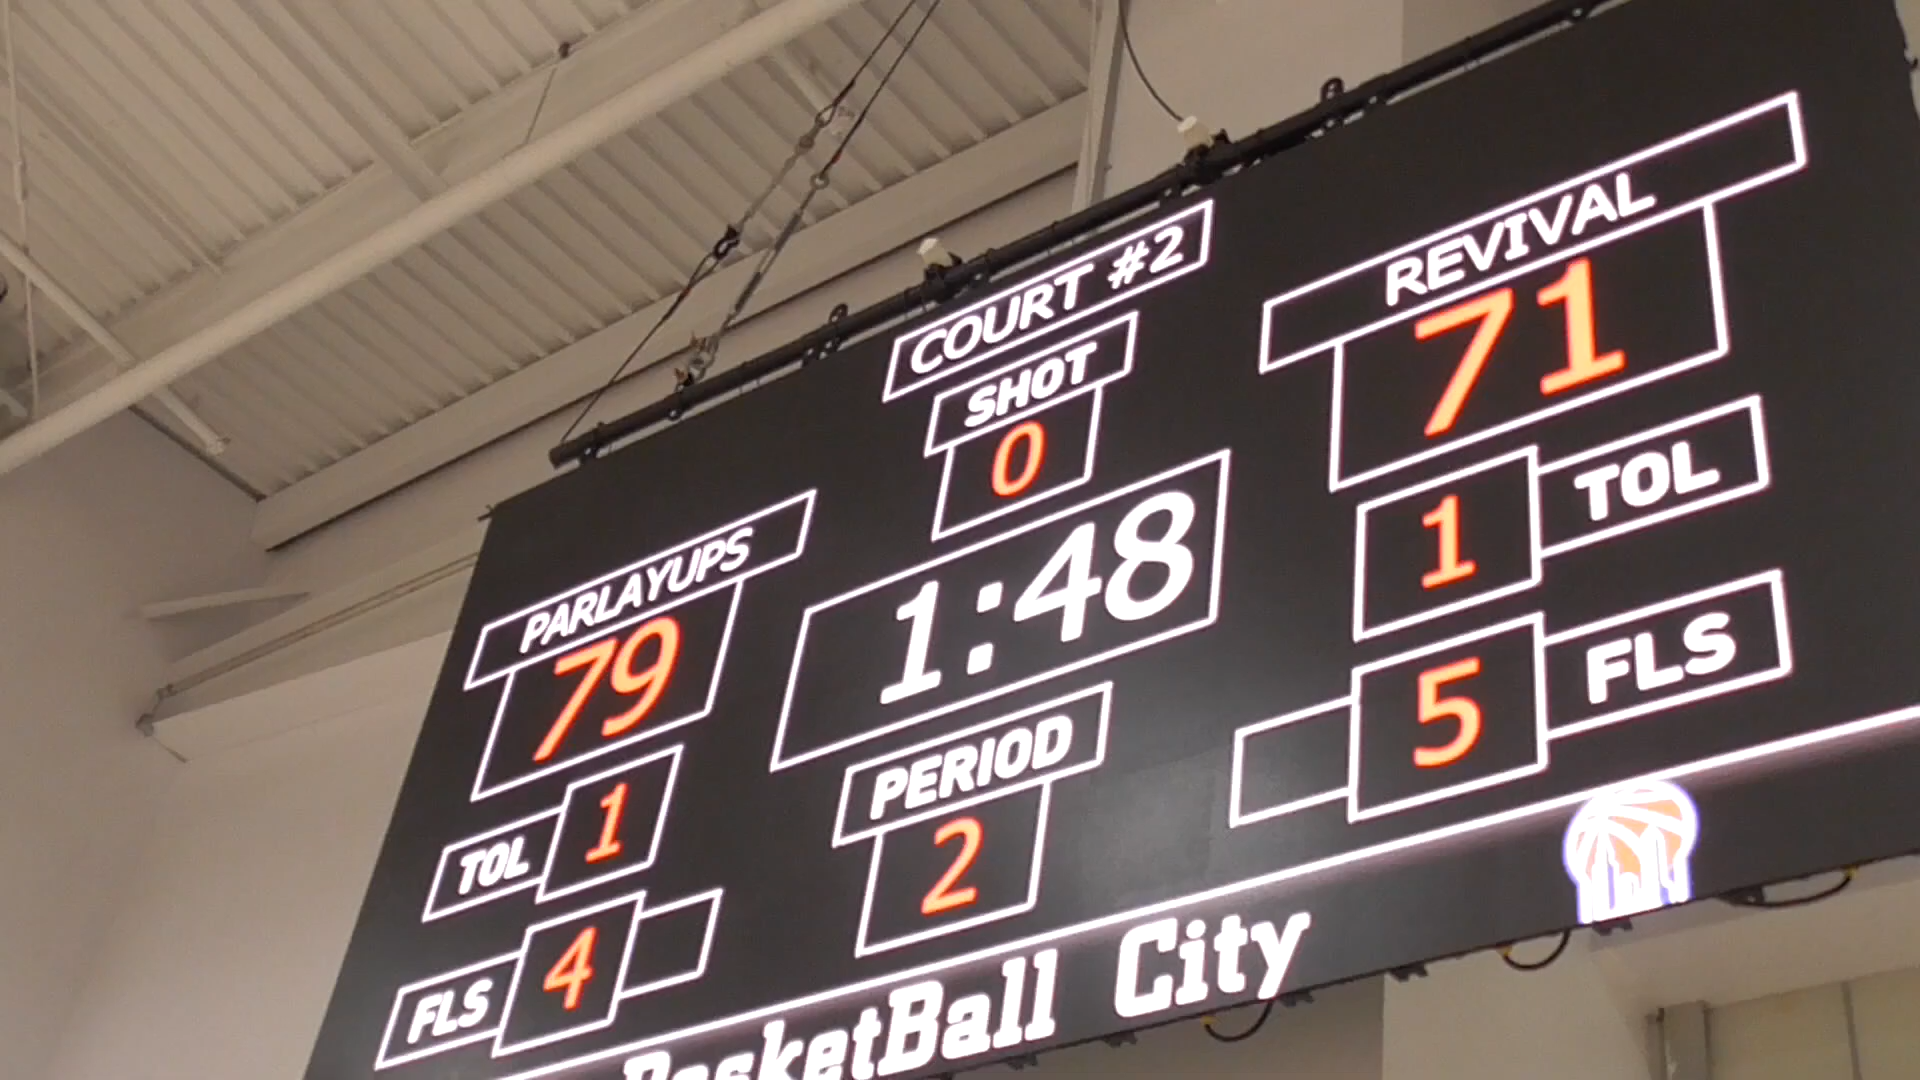 COURT #2
SHOT
0
PARLAYUPS
79
1:48
REVIVAL
71
TOL 1
1 TOL
PERIOD
2
FLS 4
5 FLS
BasketBall City